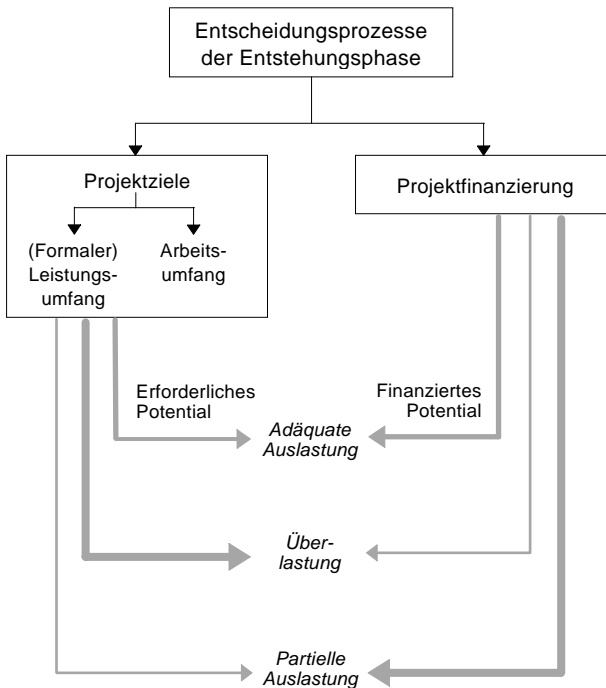 Entscheidungsprozesse
der Entstehungsphase
Projektziele
(Formaler)
Leistungs-
umfang
Arbeits-
umfang
Projektfinanzierung
Erforderliches
Potential
Finanziertes
Potential
Adäquate
Auslastung
Über-
lastung
Partielle
Auslastung